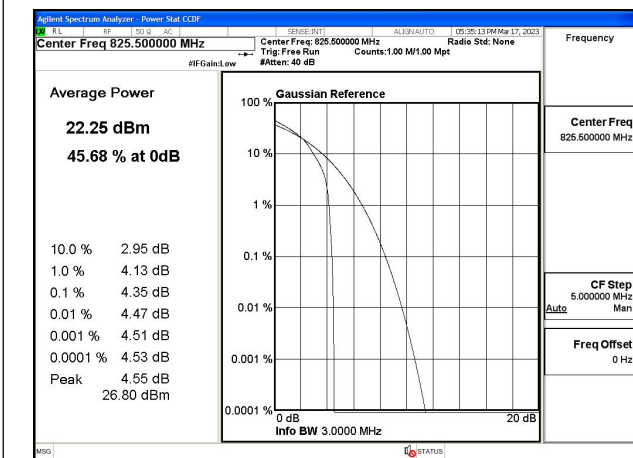 Agilent Spectrum Analyzer - Power Stat CCDF
LXI RL RF 50 Ω AC SENSE:INT ALIGN AUTO 05:35:13 PM Mar 17, 2023
Center Freq 825.500000 MHz
Center Freq: 825.500000 MHz Radio Std: None
Trig: Free Run Counts:1.00 M/1.00 Mpt
#IFGain:Low #Atten: 40 dB
Frequency
Average Power
22.25 dBm
45.68 % at 0dB
10.0 % 2.95 dB
1.0 % 4.13 dB
0.1 % 4.35 dB
0.01 % 4.47 dB
0.001 % 4.51 dB
0.0001 % 4.53 dB
Peak 4.55 dB
26.80 dBm
Gaussian Reference
100 %
10 %
1 %
0.1 %
0.01 %
0.001 %
0.0001 %
0 dB 20 dB
Info BW 3.0000 MHz
Center Freq
825.500000 MHz
CF Step
5.000000 MHz
Auto Man
Freq Offset
0 Hz
MSG STATUS